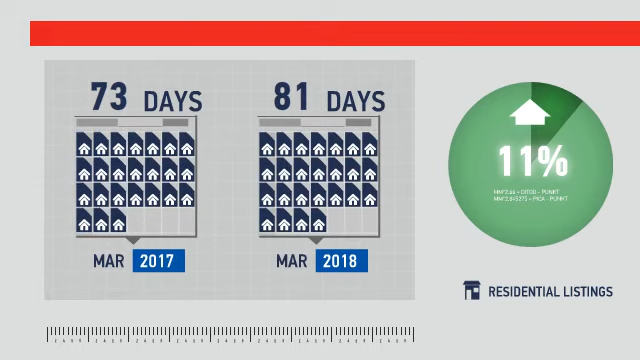 73 DAYS
81 DAYS
MAR 2017
MAR 2018
11%
RESIDENTIAL LISTINGS